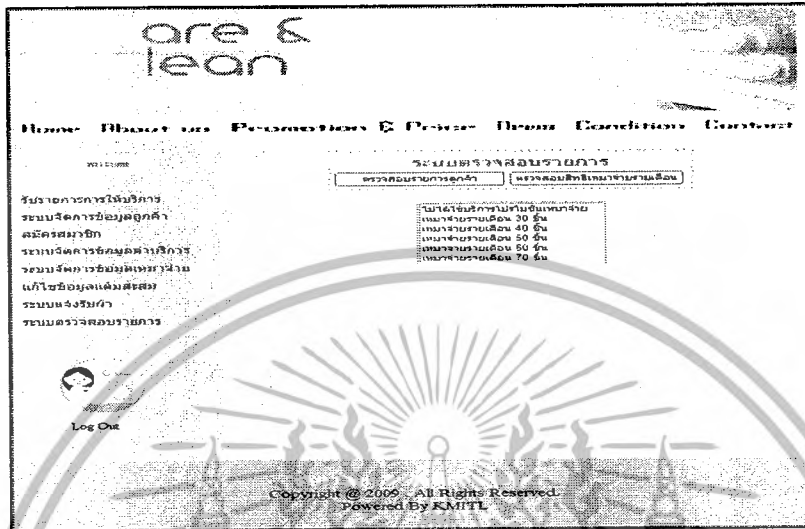 are &
lean
Home About us Promotion & Price Area Condition Contact
ระบบตรวจสอบรายการ
ตรวจสอบรายการลูกค้า ตรวจสอบสิทธิเหมาจ่ายรายเดือน
รับรายการการให้บริการ
ระบบจัดการข้อมูลลูกค้า
สมัครสมาชิก
ระบบจัดการข้อมูลค่าบริการ
ระบบจัดการข้อมูลเหมาจ่าย
แก้ไขข้อมูลแต้มสะสม
ระบบแจ้งรับผ้า
ระบบตรวจสอบรายการ
ไม่ได้ใช้บริการโปรโมชั่นเหมาจ่าย
เหมาจ่ายรายเดือน 30 ชิ้น
เหมาจ่ายรายเดือน 40 ชิ้น
เหมาจ่ายรายเดือน 50 ชิ้น
เหมาจ่ายรายเดือน 50 ชิ้น
เหมาจ่ายรายเดือน 70 ชิ้น
Log Out
Copyright @ 2009 . All Rights Reserved.
Powered By KMITL